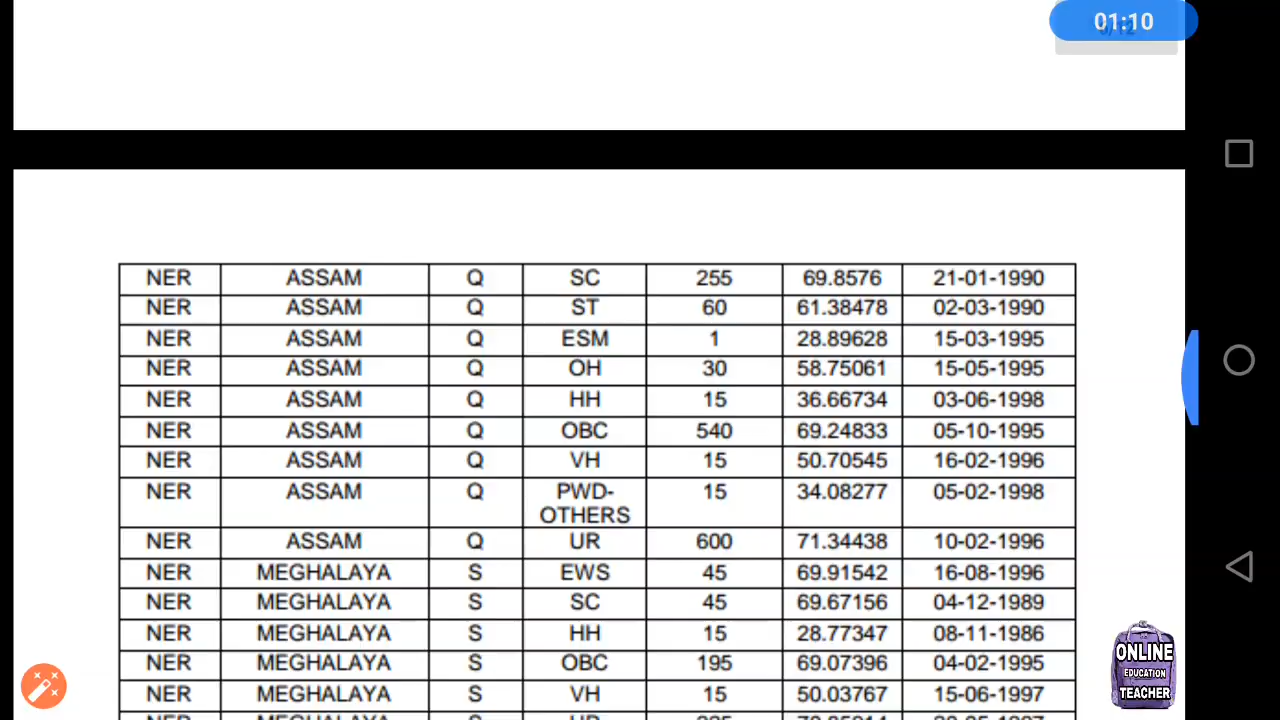 01:10
NER ASSAM Q SC 255 69.8576 21-01-1990
NER ASSAM Q ST 60 61.38478 02-03-1990
NER ASSAM Q ESM 1 28.89628 15-03-1995
NER ASSAM Q OH 30 58.75061 15-05-1995
NER ASSAM Q HH 15 36.66734 03-06-1998
NER ASSAM Q OBC 540 69.24833 05-10-1995
NER ASSAM Q VH 15 50.70545 16-02-1996
NER ASSAM Q PWD- 15 34.08277 05-02-1998
OTHERS
NER ASSAM Q UR 600 71.34438 10-02-1996
NER MEGHALAYA S EWS 45 69.91542 16-08-1996
NER MEGHALAYA S SC 45 69.67156 04-12-1989
NER MEGHALAYA S HH 15 28.77347 08-11-1986
NER MEGHALAYA S OBC 195 69.07396 04-02-1995
NER MEGHALAYA S VH 15 50.03767 15-06-1997
NER MEGHALAYA S UR
ONLINE
EDUCATION
TEACHER